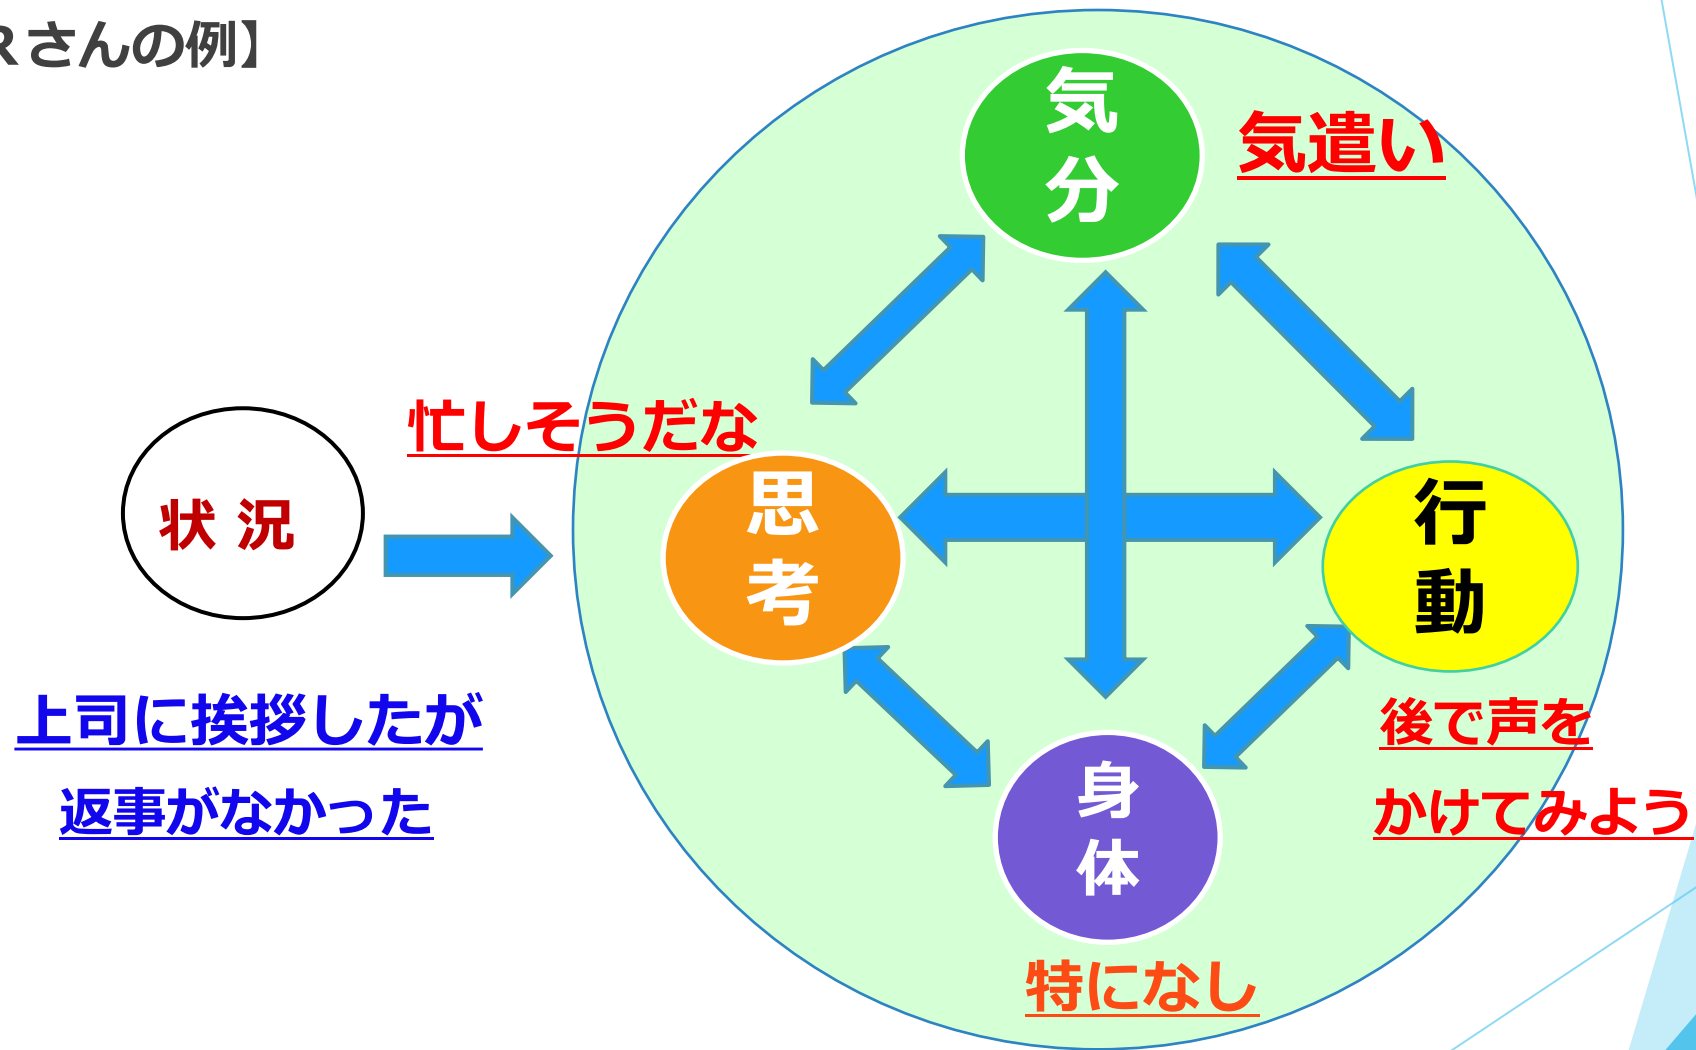 Rさんの例】
気
分
気遣い
忙しそうだな
状 況
思
考
行
動
上司に挨拶したが
返事がなかった
後で声を
かけてみよう
身
体
特になし